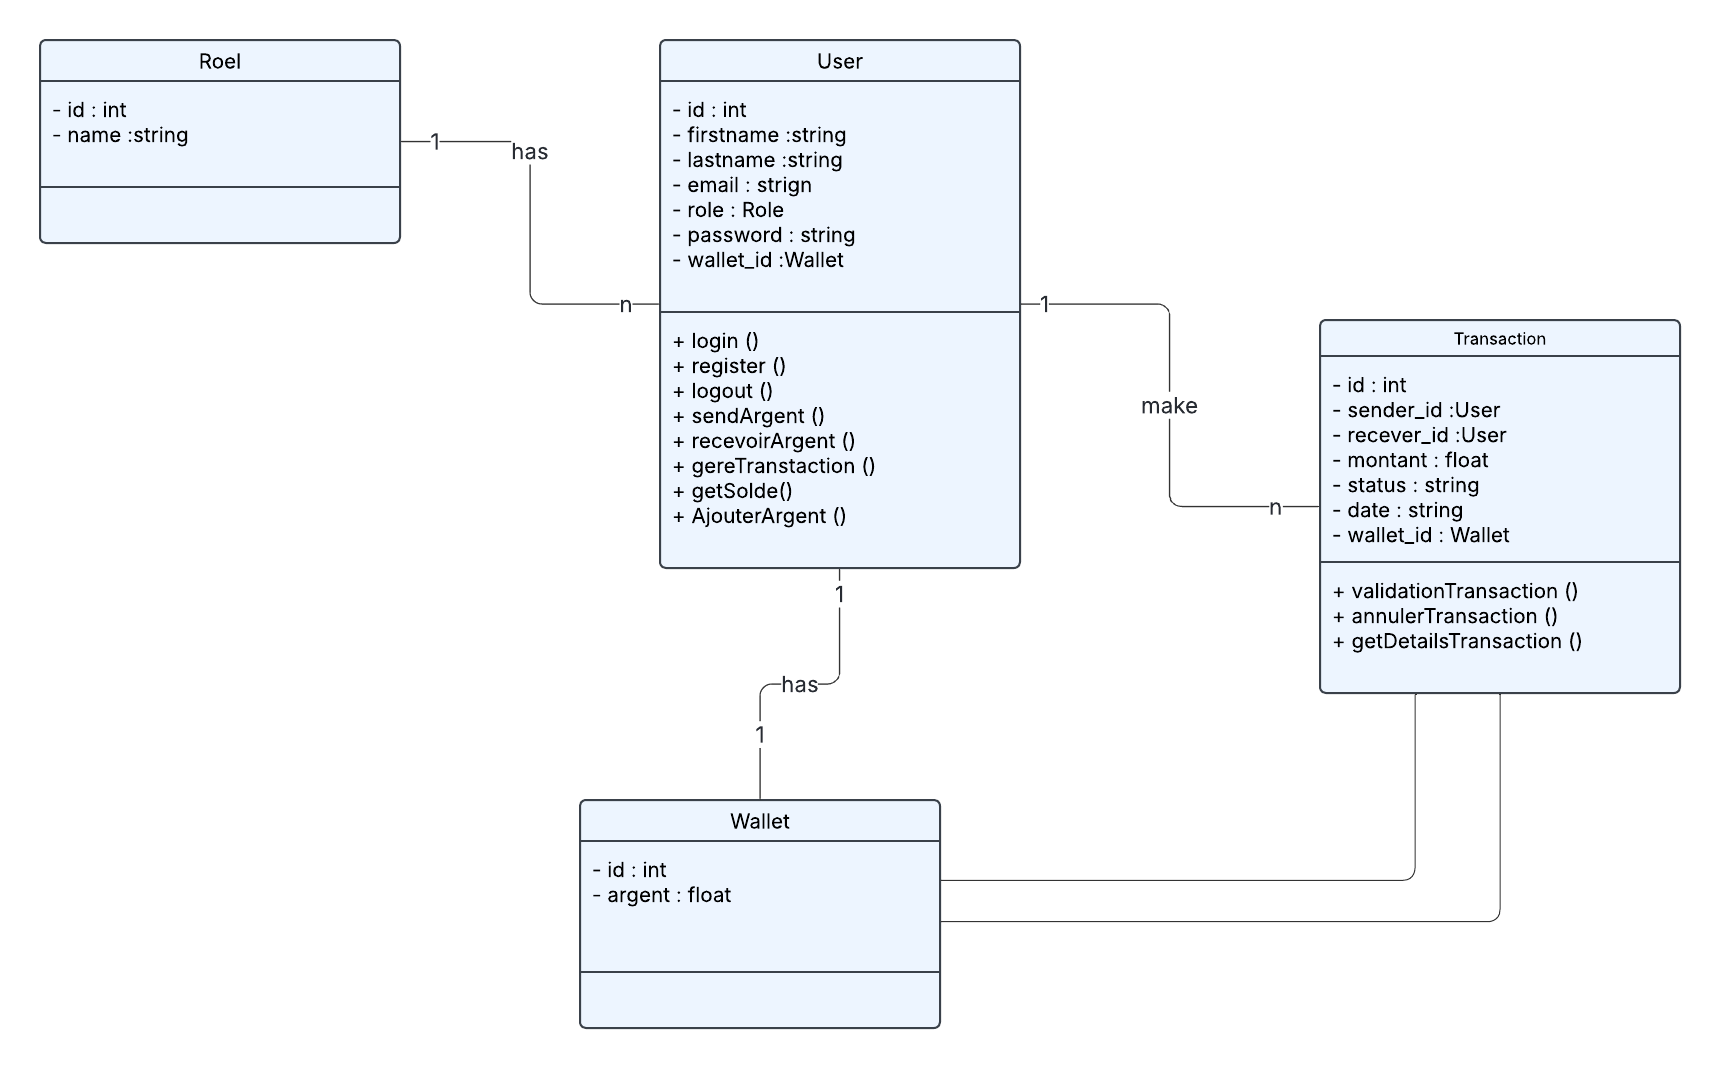 Roel
- id : int
- name :string
1
has
n
User
- id : int
- firstname :string
- lastname :string
- email : strign
- role : Role
- password : string
- wallet_id :Wallet
+ login ()
+ register ()
+ logout ()
+ sendArgent ()
+ recevoirArgent ()
+ gereTranstaction ()
+ getSolde()
+ AjouterArgent ()
1
make
n
Transaction
- id : int
- sender_id :User
- recever_id :User
- montant : float
- status : string
- date : string
- wallet_id : Wallet
+ validationTransaction ()
+ annulerTransaction ()
+ getDetailsTransaction ()
1
has
1
Wallet
- id : int
- argent : float